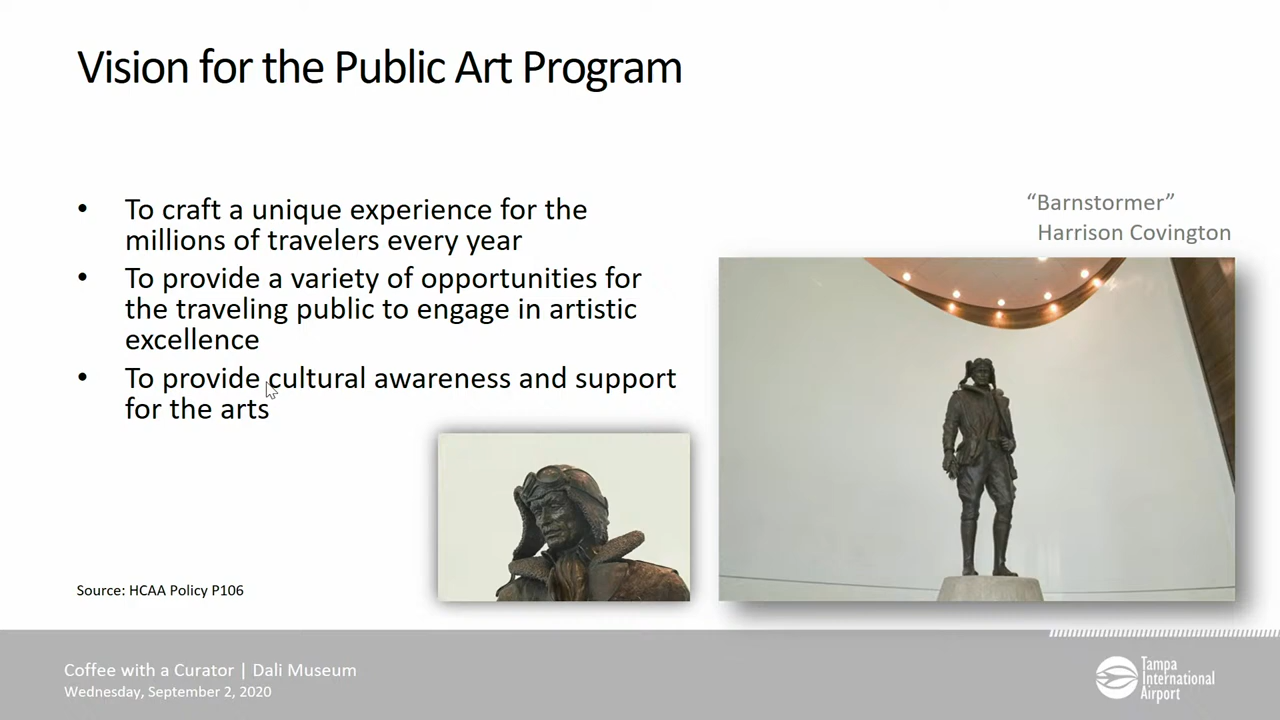 Vision for the Public Art Program
• To craft a unique experience for the
millions of travelers every year
• To provide a variety of opportunities for
the traveling public to engage in artistic
excellence
• To provide cultural awareness and support
for the arts
“Barnstormer”
Harrison Covington
Source: HCAA Policy P106
Coffee with a Curator | Dali Museum
Wednesday, September 2, 2020
Tampa
International
Airport